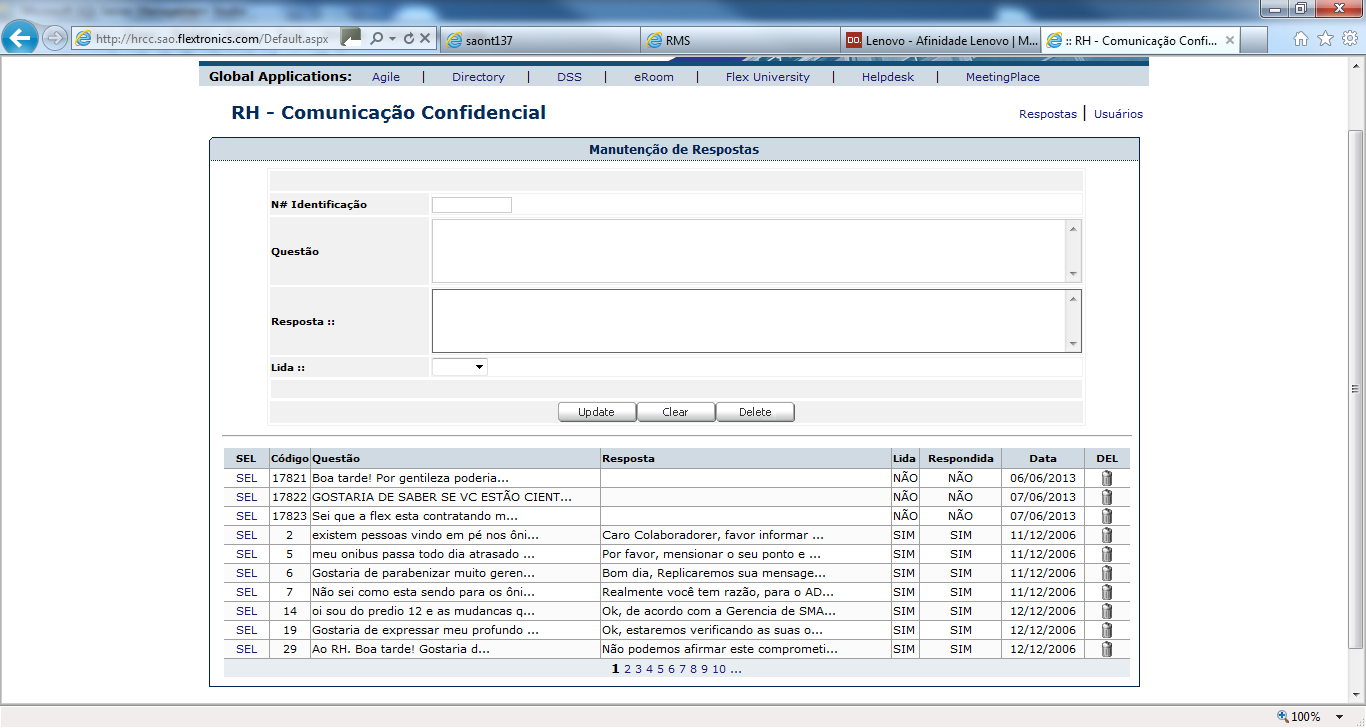 http://hrcc.sao.flextronics.com/Default.aspx
saont137
RMS
Lenovo - Afinidade Lenovo | M...
:: RH - Comunicação Confi...
Global Applications: Agile | Directory | DSS | eRoom | Flex University | Helpdesk | MeetingPlace
RH - Comunicação Confidencial
Respostas | Usuários
Manutenção de Respostas
N# Identificação
Questão
Resposta ::
Lida ::
Update Clear Delete
SEL Código Questão Resposta Lida Respondida Data DEL
SEL 17821 Boa tarde! Por gentileza poderia... NÃO NÃO 06/06/2013
SEL 17822 GOSTARIA DE SABER SE VC ESTÃO CIENT... NÃO NÃO 07/06/2013
SEL 17823 Sei que a flex esta contratando m... NÃO NÃO 07/06/2013
SEL 2 existem pessoas vindo em pé nos ôni... Caro Colaboradorer, favor informar ... SIM SIM 11/12/2006
SEL 5 meu onibus passa todo dia atrasado ... Por favor, mensionar o seu ponto e ... SIM SIM 11/12/2006
SEL 6 Gostaria de parabenizar muito geren... Bom dia, Replicaremos sua mensage... SIM SIM 11/12/2006
SEL 7 Não sei como esta sendo para os ôni... Realmente você tem razão, para o AD... SIM SIM 11/12/2006
SEL 14 oi sou do predio 12 e as mudancas q... Ok, de acordo com a Gerencia de SMA... SIM SIM 12/12/2006
SEL 19 Gostaria de expressar meu profundo ... Ok, estaremos verificando as suas o... SIM SIM 12/12/2006
SEL 29 Ao RH. Boa tarde! Gostaria d... Não podemos afirmar este comprometi... SIM SIM 12/12/2006
1 2 3 4 5 6 7 8 9 10 ...
100%